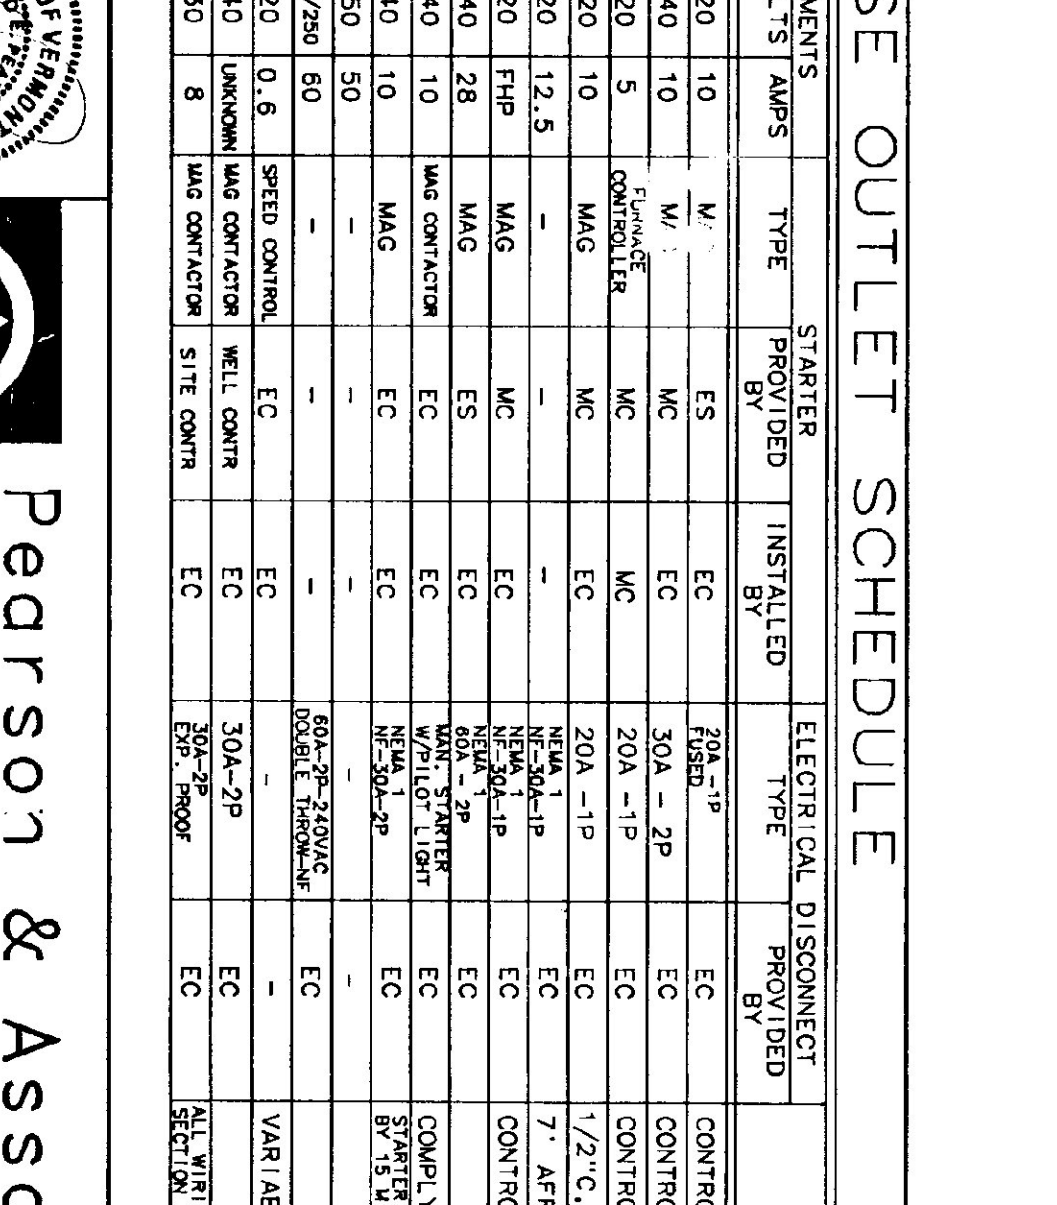 SE OUTLET SCHEDULE
MENTS STARTER ELECTRICAL DISCONNECT
LTS AMPS TYPE PROVIDED BY INSTALLED BY TYPE PROVIDED BY
20 10 ES EC 20A -1P FUSED EC CONTR
40 10 MC EC 30A - 2P EC CONTR
20 5 FURNACE CONTROLLER MC MC 20A -1P EC CONTR
20 10 MAG MC EC 20A -1P EC 1/2"C.
20 12.5 - - - NEMA 1 NF-30A-1P EC 7' AFF
20 FHP MAG MC EC NEMA 1 NF-30A-1P EC CONTR
40 28 MAG ES EC NEMA 1 60A - 2P EC
40 10 MAG CONTACTOR EC EC MAN. STARTER W/PILOT LIGHT EC COMPLY
40 10 MAG EC EC NEMA 1 NF-30A-2P EC STARTER BY 15
50 50 - - - - -
/250 60 - - - 60A-2P-240VAC DOUBLE THROW-NF EC
20 0.6 SPEED CONTROL EC EC - - VARIAB
40 UNKNOWN MAG CONTACTOR WELL CONTR EC 30A-2P EC
50 8 MAG CONTACTOR SITE CONTR EC 30A-2P EXP. PROOF EC ALL WIRI SECTION
OF VERMONT
Pearson & Asso